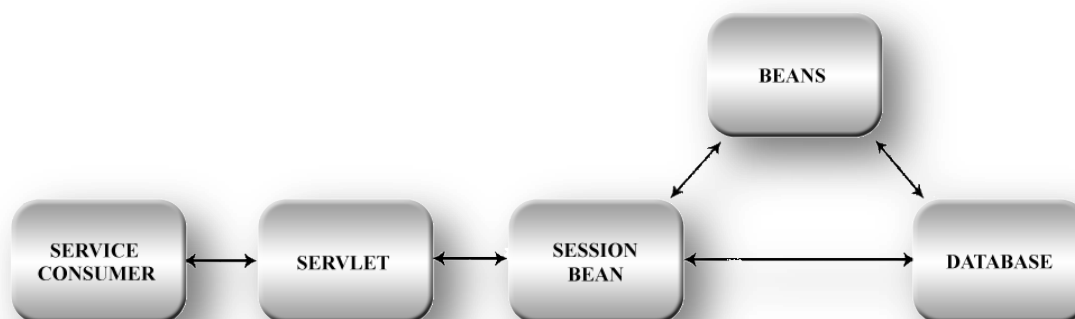 BEANS
SERVICE
CONSUMER
SERVLET
SESSION
BEAN
DATABASE